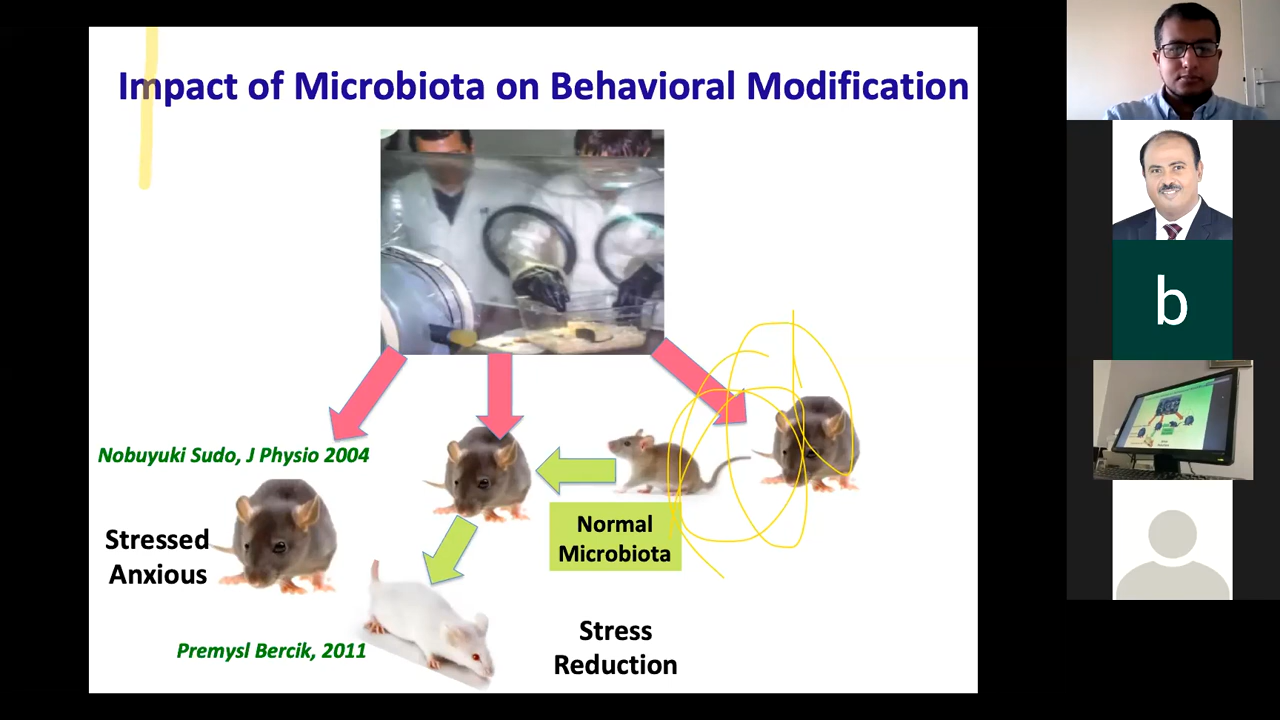 Impact of Microbiota on Behavioral Modification
Nobuyuki Sudo, J Physio 2004
Stressed
Anxious
Normal
Microbiota
Premysl Bercik, 2011
Stress
Reduction
b